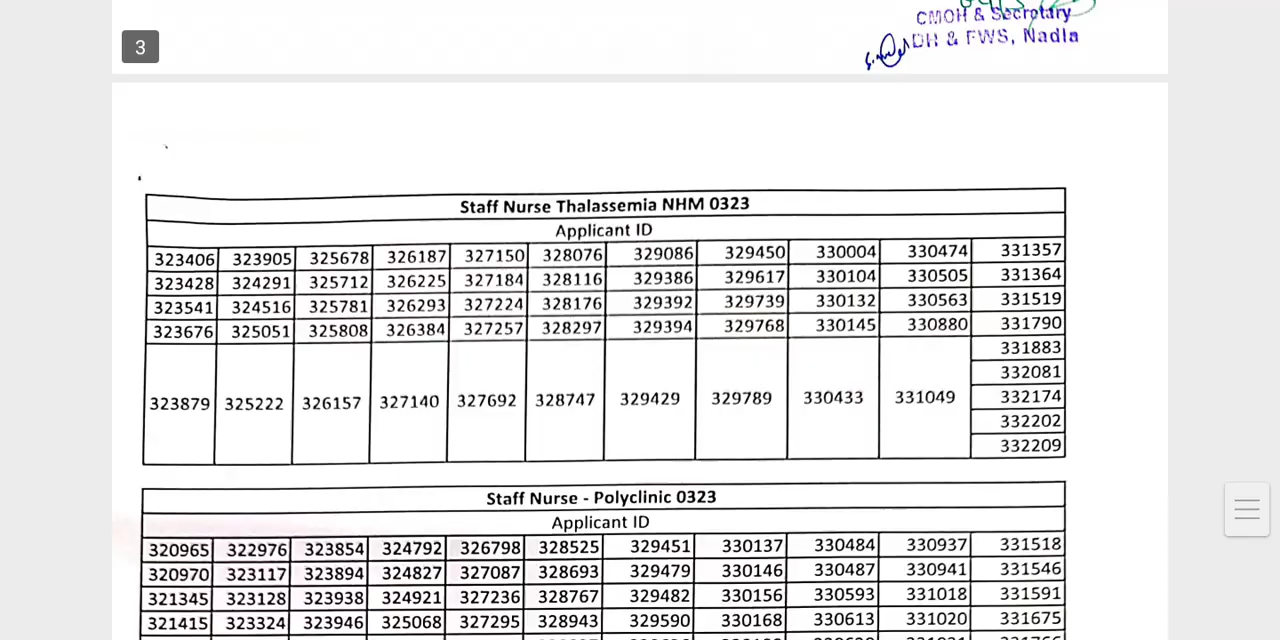 CMOH & Secretary
3
DH & FWS, Nadia
Staff Nurse Thalassemia NHM 0323
Applicant ID
323406 323905 325678 326187 327150 328076 329086 329450 330004 330474 331357
323428 324291 325712 326225 327184 328116 329386 329617 330104 330505 331364
323541 324516 325781 326293 327224 328176 329392 329739 330132 330563 331519
323676 325051 325808 326384 327257 328297 329394 329768 330145 330880 331790
331883
332081
323879 325222 326157 327140 327692 328747 329429 329789 330433 331049 332174
332202
332209
Staff Nurse - Polyclinic 0323
Applicant ID
320965 322976 323854 324792 326798 328525 329451 330137 330484 330937 331518
320970 323117 323894 324827 327087 328693 329479 330146 330487 330941 331546
321345 323128 323938 324921 327236 328767 329482 330156 330593 331018 331591
321415 323324 323946 325068 327295 328943 329590 330168 330613 331020 331675